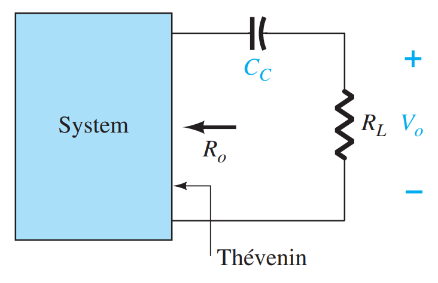 C_C
+
System
R_L V_o
R_o
−
Thévenin